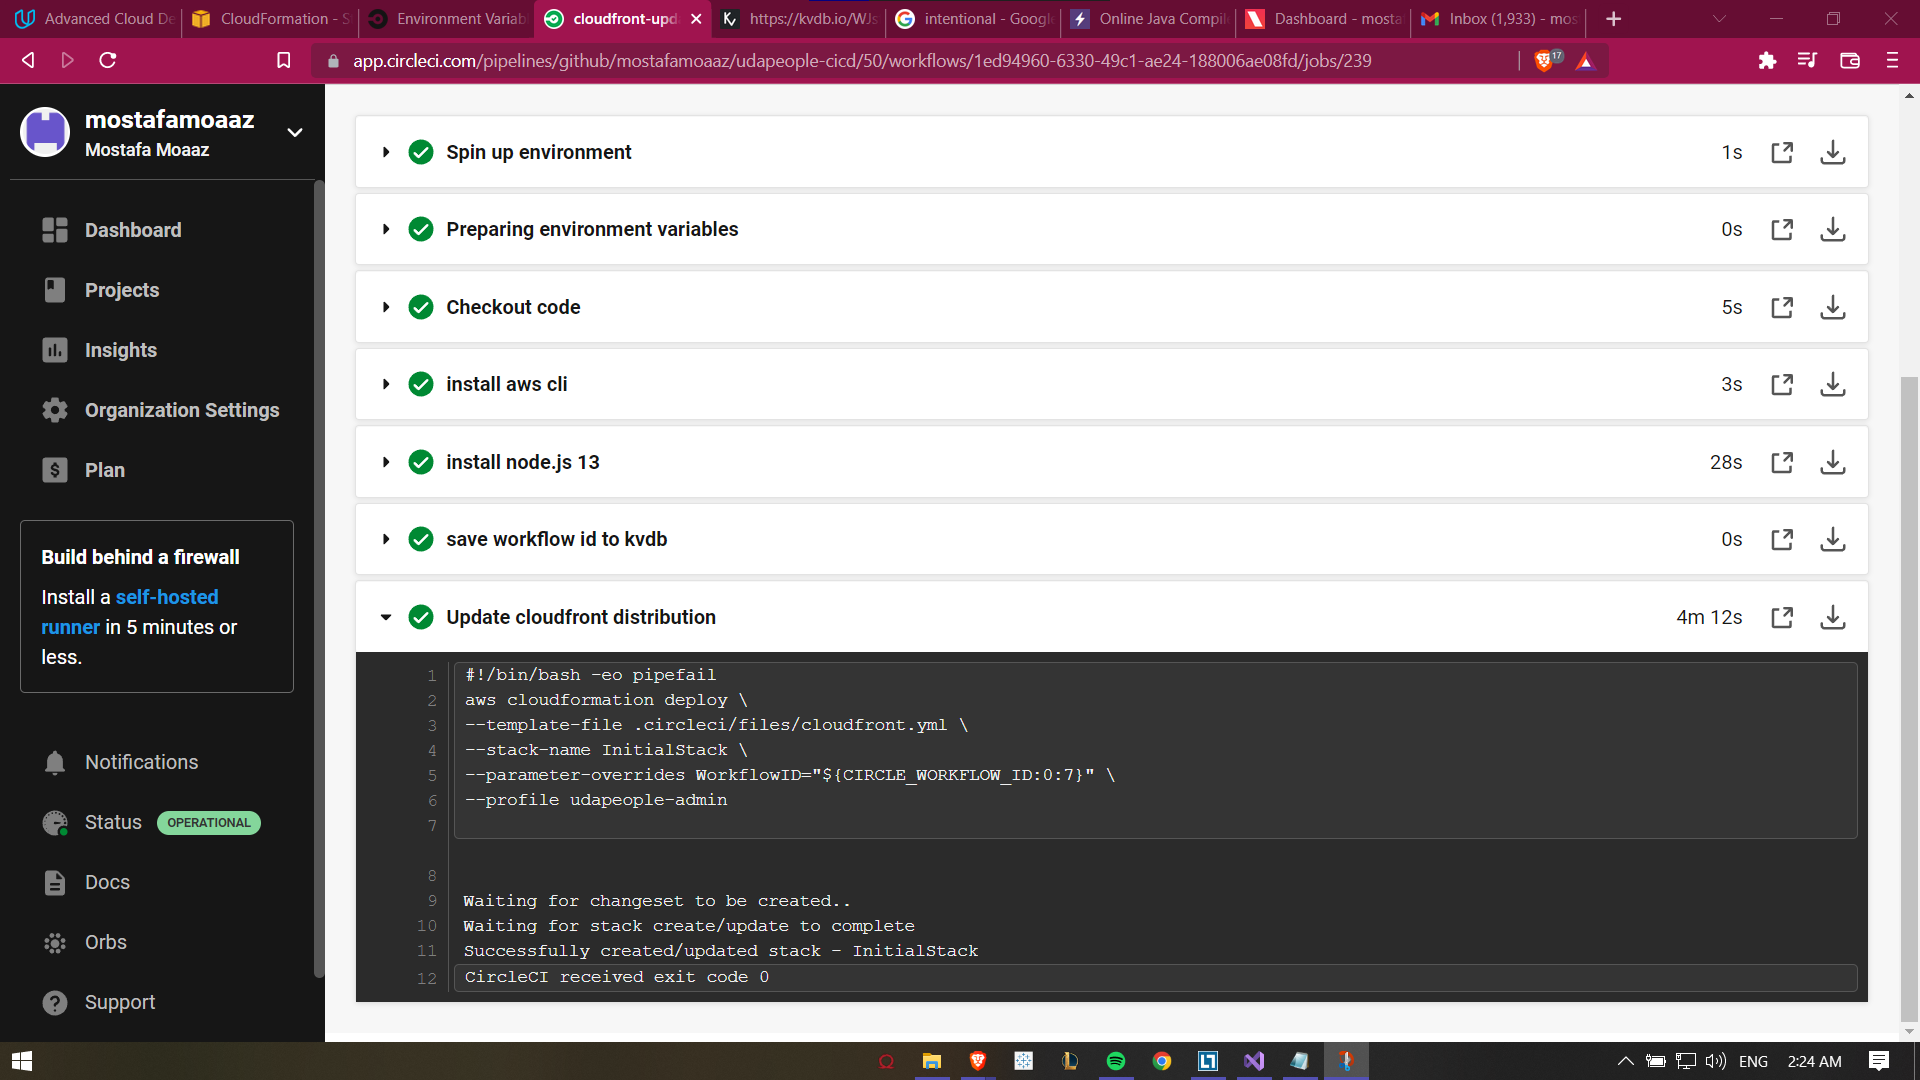 Advanced Cloud De
CloudFormation - S
Environment Variab
cloudfront-upda
https://kvdb.io/WJs
intentional - Google
Online Java Compile
Dashboard - mosta
Inbox (1,933) - mos
app.circleci.com/pipelines/github/mostafamoaaz/udapeople-cicd/50/workflows/1ed94960-6330-49c1-ae24-188006ae08fd/jobs/239
17
mostafamoaaz
Mostafa Moaaz
Dashboard
Projects
Insights
Organization Settings
Plan
Build behind a firewall
Install a self-hosted
runner in 5 minutes or
less.
Notifications
Status OPERATIONAL
Docs
Orbs
Support
Spin up environment 1s
Preparing environment variables 0s
Checkout code 5s
install aws cli 3s
install node.js 13 28s
save workflow id to kvdb 0s
Update cloudfront distribution 4m 12s
1 #!/bin/bash -eo pipefail
2 aws cloudformation deploy \
3 --template-file .circleci/files/cloudfront.yml \
4 --stack-name InitialStack \
5 --parameter-overrides WorkflowID="${CIRCLE_WORKFLOW_ID:0:7}" \
6 --profile udapeople-admin
7
8
9 Waiting for changeset to be created..
10 Waiting for stack create/update to complete
11 Successfully created/updated stack - InitialStack
12 CircleCI received exit code 0
ENG 2:24 AM